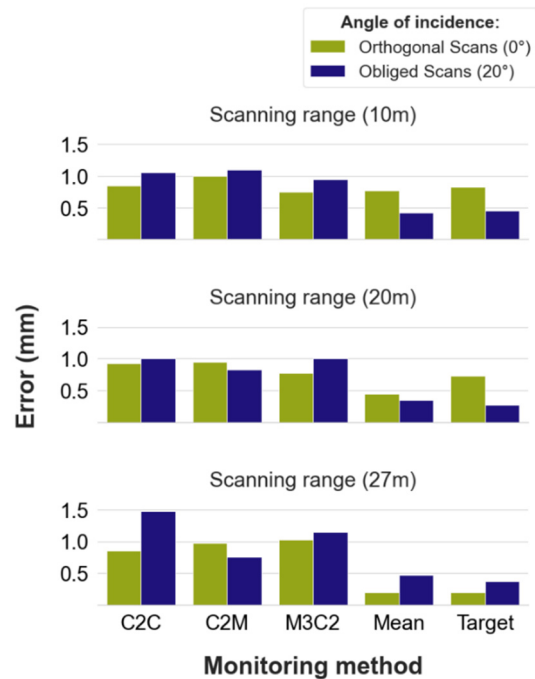 Angle of incidence:
Orthogonal Scans (0°)
Obliged Scans (20°)
Scanning range (10m)
1.5
1.0
0.5
Scanning range (20m)
1.5
1.0
0.5
Error (mm)
Scanning range (27m)
1.5
1.0
0.5
C2C C2M M3C2 Mean Target
Monitoring method